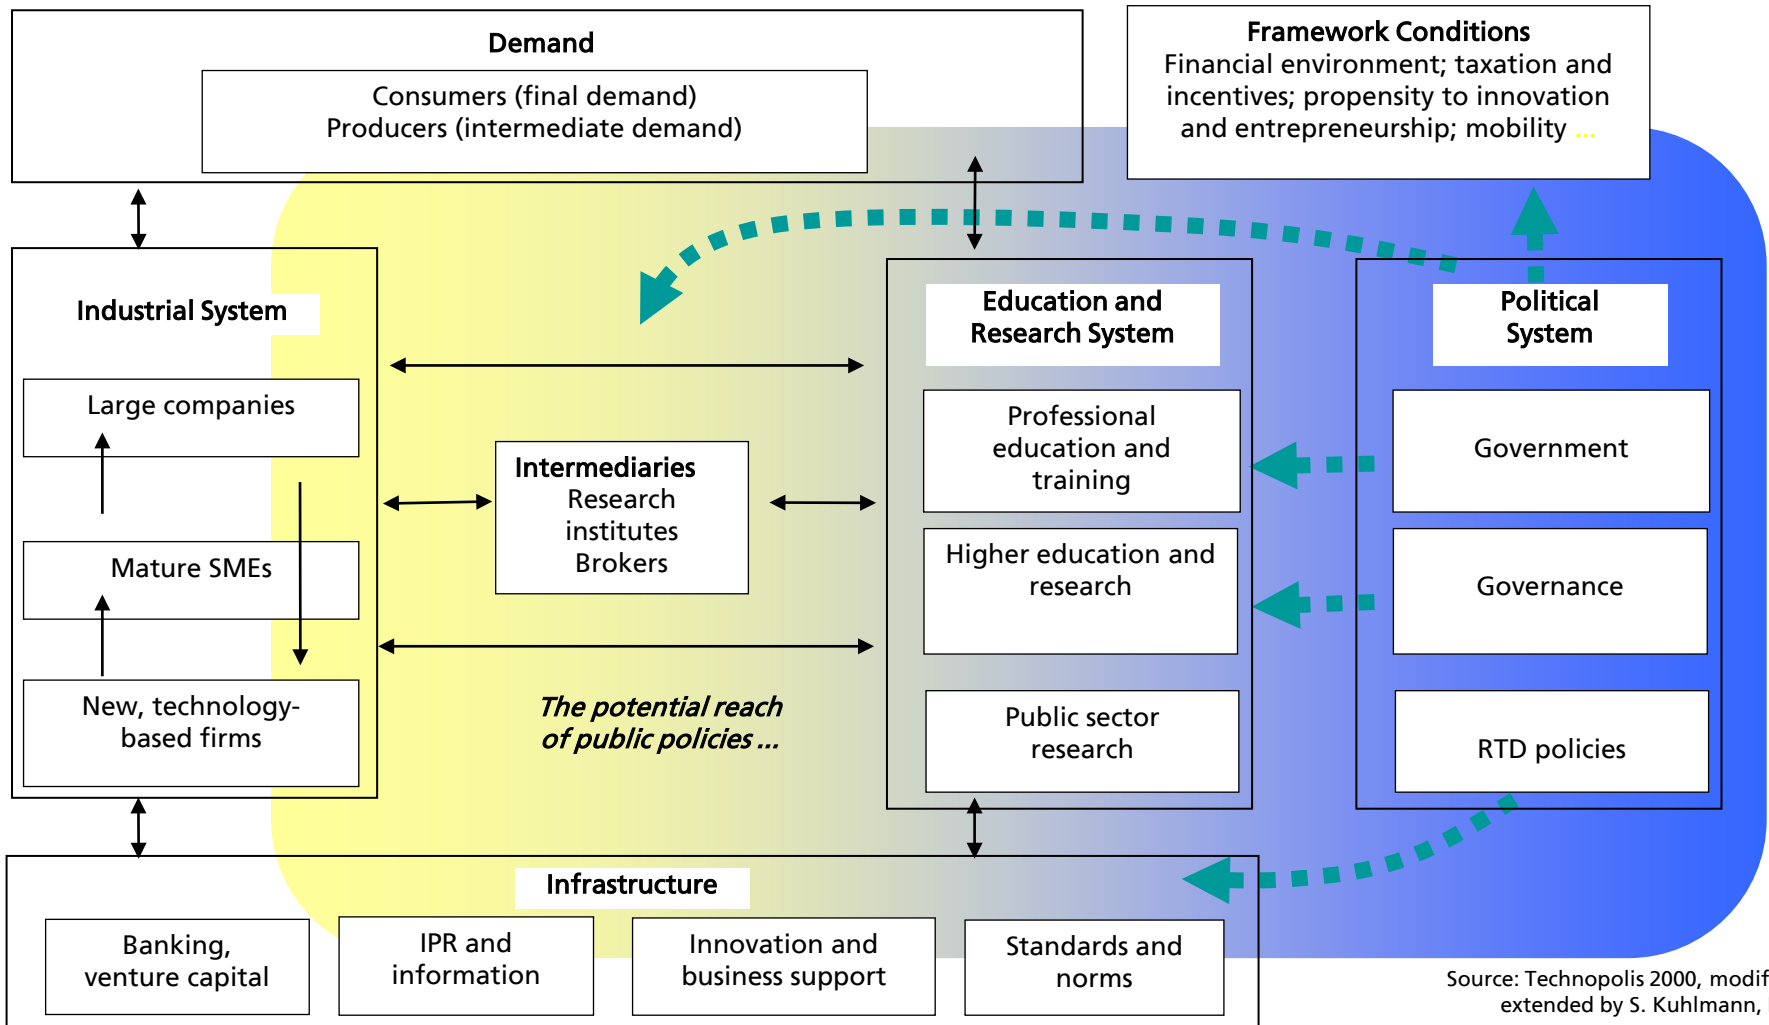 Demand
Consumers (final demand)
Producers (intermediate demand)
Framework Conditions
Financial environment; taxation and
incentives; propensity to innovation
and entrepreneurship; mobility ...
Industrial System
Large companies
Mature SMEs
New, technology-
based firms
Intermediaries
Research
institutes
Brokers
The potential reach
of public policies ...
Education and
Research System
Professional
education and
training
Higher education and
research
Public sector
research
Political
System
Government
Governance
RTD policies
Infrastructure
Banking,
venture capital
IPR and
information
Innovation and
business support
Standards and
norms
Source: Technopolis 2000, modif
extended by S. Kuhlmann,